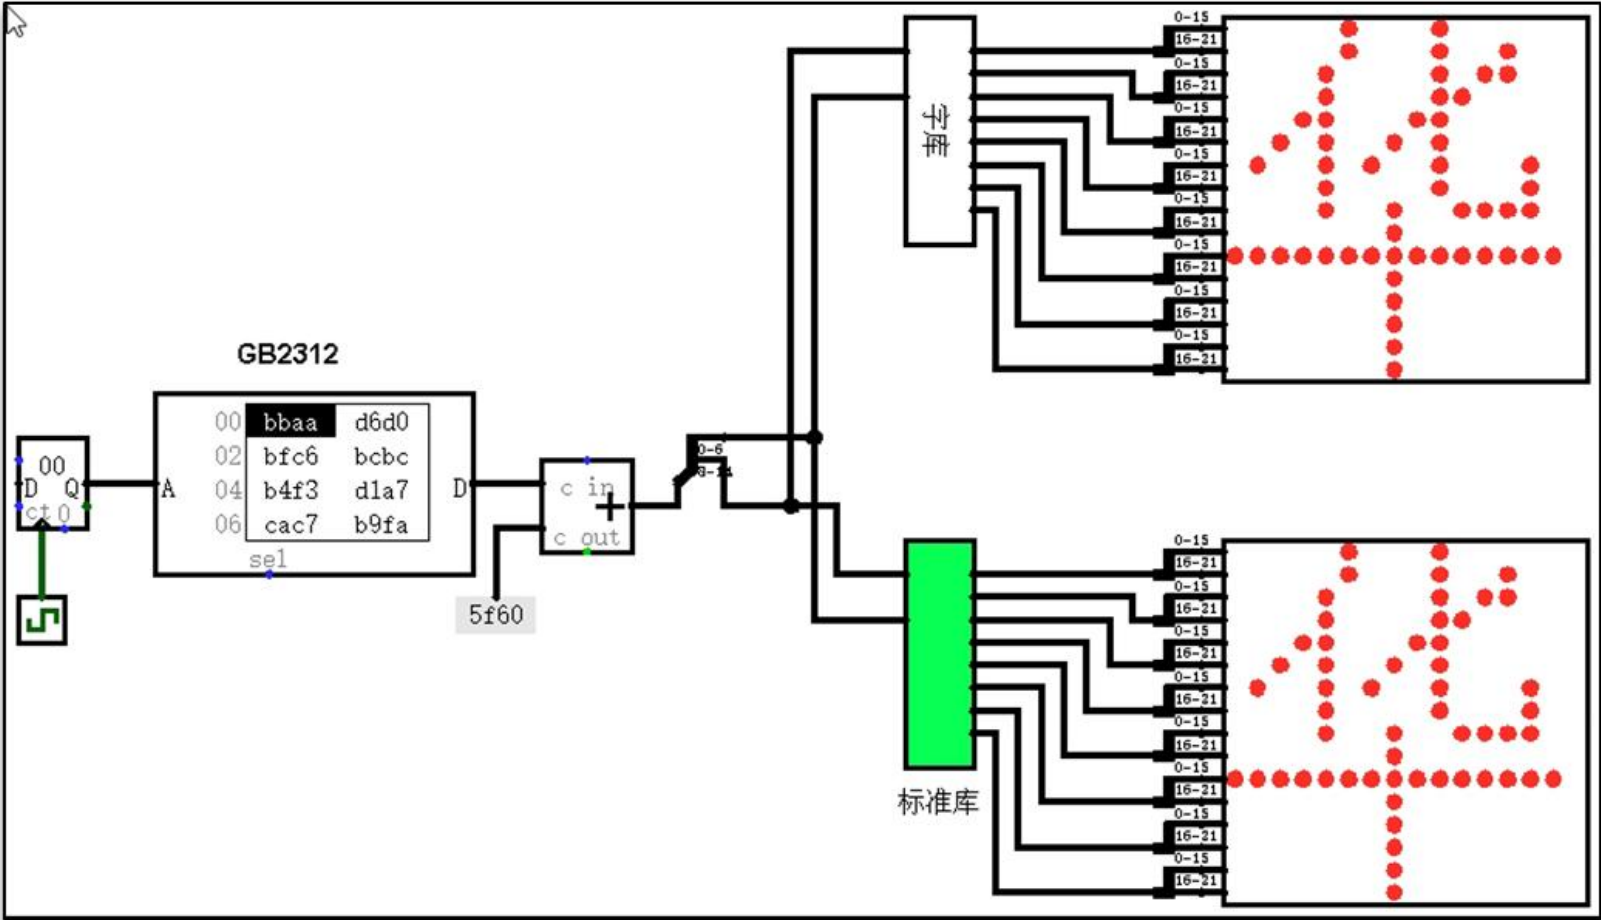 0-15
16-21
0-15
16-21
0-15
16-21
0-15
16-21
0-15
16-21
0-15
16-21
0-15
16-21
0-15
16-21
字库
华
GB2312
00 bbaa d6d0
02 bfc6 bcbc
04 b4f3 d1a7
06 cac7 b9fa
A
D
sel
00
D Q
ct 0
c in
+
c out
5f60
0-6
8-14
0-15
16-21
0-15
16-21
0-15
16-21
0-15
16-21
0-15
16-21
0-15
16-21
0-15
16-21
0-15
16-21
标准库
华